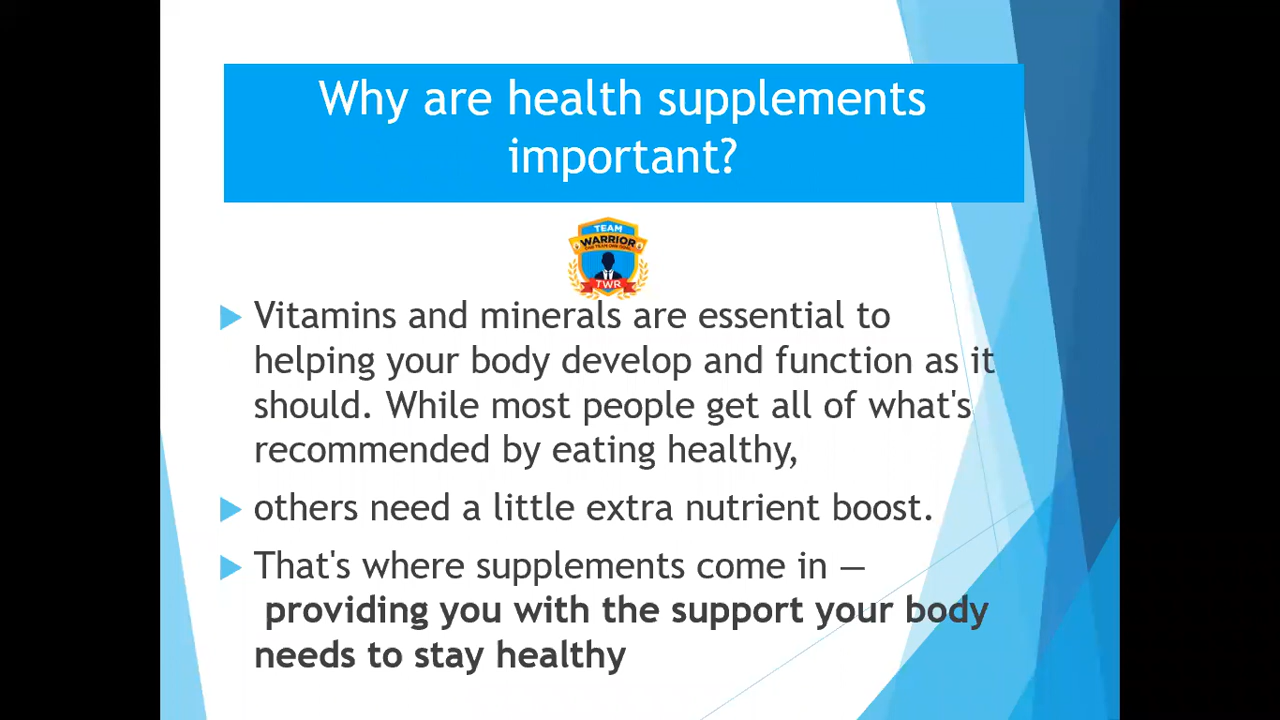 Why are health supplements
important?
TEAM
WARRIOR
TWR
Vitamins and minerals are essential to
helping your body develop and function as it
should. While most people get all of what's
recommended by eating healthy,
others need a little extra nutrient boost.
That's where supplements come in —
providing you with the support your body
needs to stay healthy